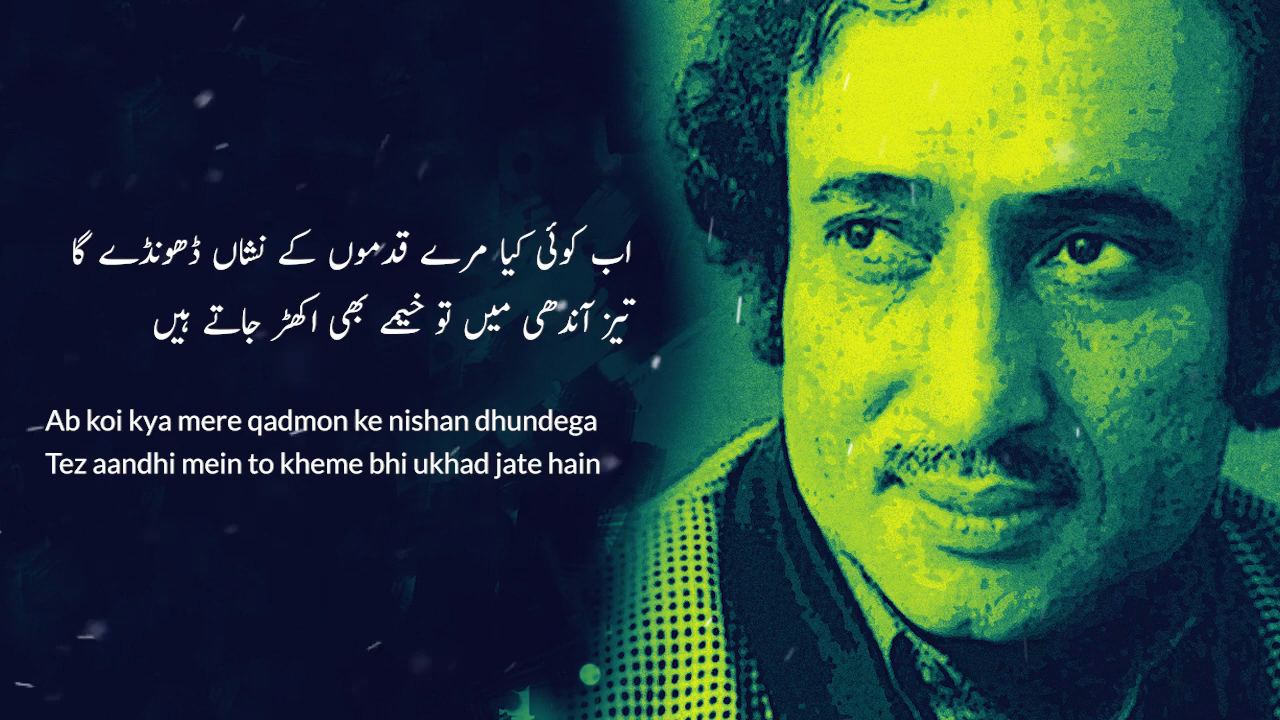 اب کوئی کیا مرے قدموں کے نشاں ڈھونڈے گا
تیز آندھی میں تو خیمے بھی اکھڑ جاتے ہیں
Ab koi kya mere qadmon ke nishan dhundega
Tez aandhi mein to kheme bhi ukhad jate hain